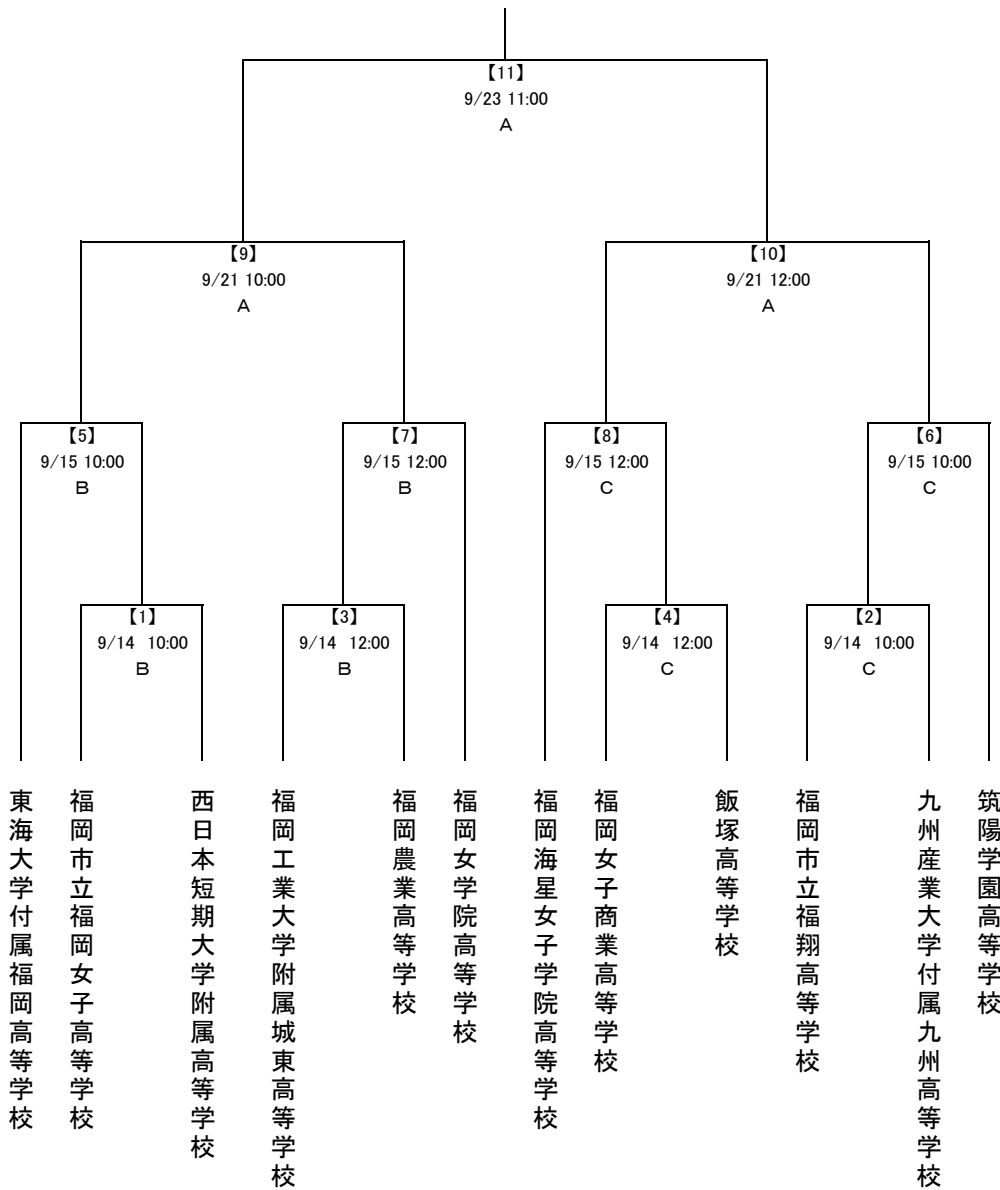 【11】
9/23 11:00
A
【9】
9/21 10:00
A
【10】
9/21 12:00
A
【5】
9/15 10:00
B
【7】
9/15 12:00
B
【8】
9/15 12:00
C
【6】
9/15 10:00
C
【1】
9/14 10:00
B
【3】
9/14 12:00
B
【4】
9/14 12:00
C
【2】
9/14 10:00
C
東海大学付属福岡高等学校
福岡市立福岡女子高等学校
西日本短期大学附属高等学校
福岡工業大学附属城東高等学校
福岡農業高等学校
福岡女学院高等学校
福岡海星女子学院高等学校
福岡女子商業高等学校
飯塚高等学校
福岡市立福翔高等学校
九州産業大学付属九州高等学校
筑陽学園高等学校